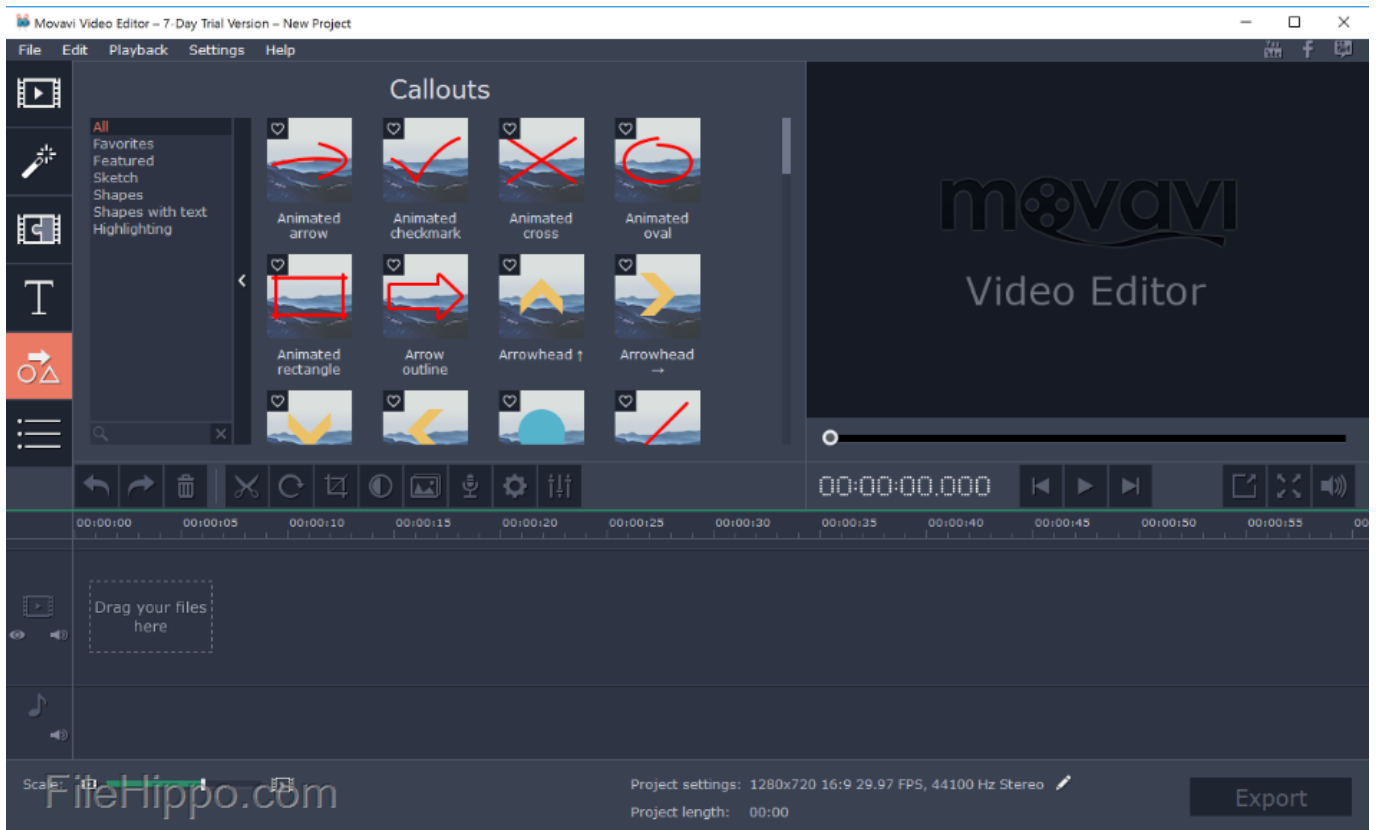 Movavi Video Editor – 7-Day Trial Version – New Project
File Edit Playback Settings Help
Callouts
All
Favorites
Featured
Sketch
Shapes
Shapes with text
Highlighting
Animated arrow
Animated checkmark
Animated cross
Animated oval
Animated rectangle
Arrow outline
Arrowhead ↑
Arrowhead →
movavi
Video Editor
00:00:00.000
00:00:00 00:00:05 00:00:10 00:00:15 00:00:20 00:00:25 00:00:30 00:00:35 00:00:40 00:00:45 00:00:50 00:00:55 00
Drag your files
here
Scale:
FileHippo.com
Project settings: 1280x720 16:9 29.97 FPS, 44100 Hz Stereo
Project length: 00:00
Export